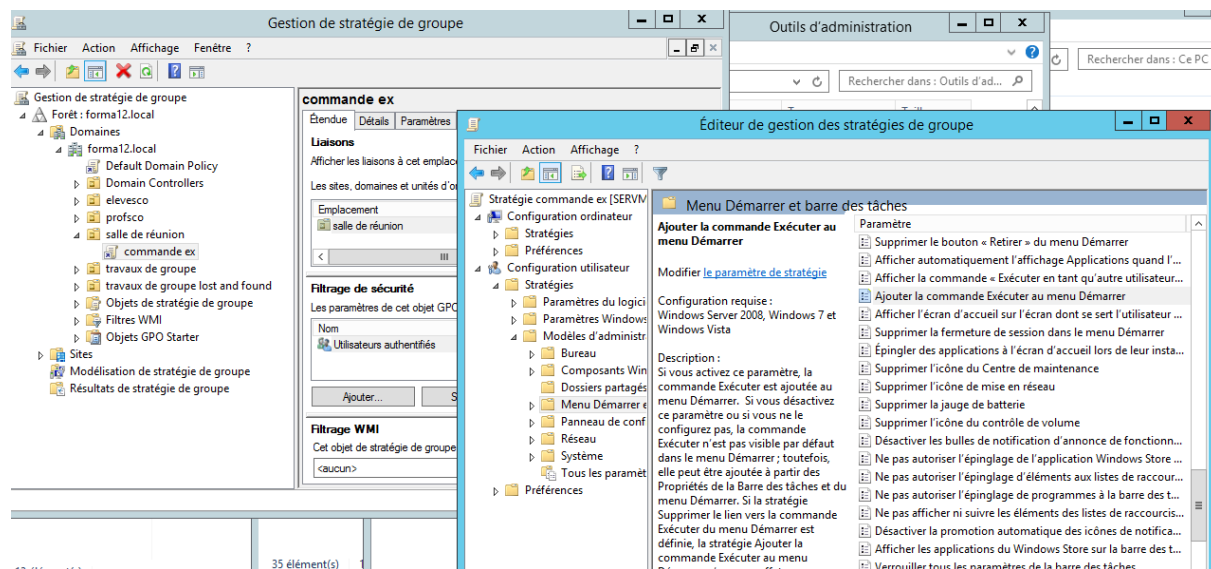 Gestion de stratégie de groupe
Fichier Action Affichage Fenêtre ?
Gestion de stratégie de groupe
Forêt : forma12.local
Domaines
forma12.local
Default Domain Policy
Domain Controllers
elevesco
profsco
salle de réunion
commande ex
travaux de groupe
travaux de groupe lost and found
Objets de stratégie de groupe
Filtres WMI
Objets GPO Starter
Sites
Modélisation de stratégie de groupe
Résultats de stratégie de groupe
commande ex
Étendue Détails Paramètres
Liaisons
Afficher les liaisons à cet emplac
Les sites, domaines et unités d'or
Emplacement
salle de réunion
Filtrage de sécurité
Les paramètres de cet objet GPC
Nom
Utilisateurs authentifiés
Ajouter... S
Filtrage WMI
Cet objet de stratégie de groupe
<aucun>
Outils d'administration
Rechercher dans : Outils d'ad...
Rechercher dans : Ce PC
Éditeur de gestion des stratégies de groupe
Fichier Action Affichage ?
Stratégie commande ex [SERVM
Configuration ordinateur
Stratégies
Préférences
Configuration utilisateur
Stratégies
Paramètres du logici
Paramètres Windows
Modèles d'administr
Bureau
Composants Win
Dossiers partagés
Menu Démarrer e
Panneau de conf
Réseau
Système
Tous les paramèt
Préférences
Menu Démarrer et barre des tâches
Ajouter la commande Exécuter au
menu Démarrer
Modifier le paramètre de stratégie
Configuration requise :
Windows Server 2008, Windows 7 et
Windows Vista
Description :
Si vous activez ce paramètre, la
commande Exécuter est ajoutée au
menu Démarrer. Si vous désactivez
ce paramètre ou si vous ne le
configurez pas, la commande
Exécuter n'est pas visible par défaut
dans le menu Démarrer ; toutefois,
elle peut être ajoutée à partir des
Propriétés de la Barre des tâches et du
menu Démarrer. Si la stratégie
Supprimer le lien vers la commande
Exécuter du menu Démarrer est
définie, la stratégie Ajouter la
commande Exécuter au menu
Paramètre
Supprimer le bouton « Retirer » du menu Démarrer
Afficher automatiquement l'affichage Applications quand l'...
Afficher la commande « Exécuter en tant qu'autre utilisateur...
Ajouter la commande Exécuter au menu Démarrer
Afficher l'écran d'accueil sur l'écran dont se sert l'utilisateur ...
Supprimer la fermeture de session dans le menu Démarrer
Épingler des applications à l'écran d'accueil lors de leur insta...
Supprimer l'icône du Centre de maintenance
Supprimer l'icône de mise en réseau
Supprimer la jauge de batterie
Supprimer l'icône du contrôle de volume
Désactiver les bulles de notification d'annonce de fonctionn...
Ne pas autoriser l'épinglage de l'application Windows Store ...
Ne pas autoriser l'épinglage d'éléments aux listes de raccour...
Ne pas autoriser l'épinglage de programmes à la barre des t...
Ne pas afficher ni suivre les éléments des listes de raccourcis...
Désactiver la promotion automatique des icônes de notifica...
Afficher les applications du Windows Store sur la barre des t...
Verrouiller tous les paramètres de la barre des tâches
35 élément(s) 1